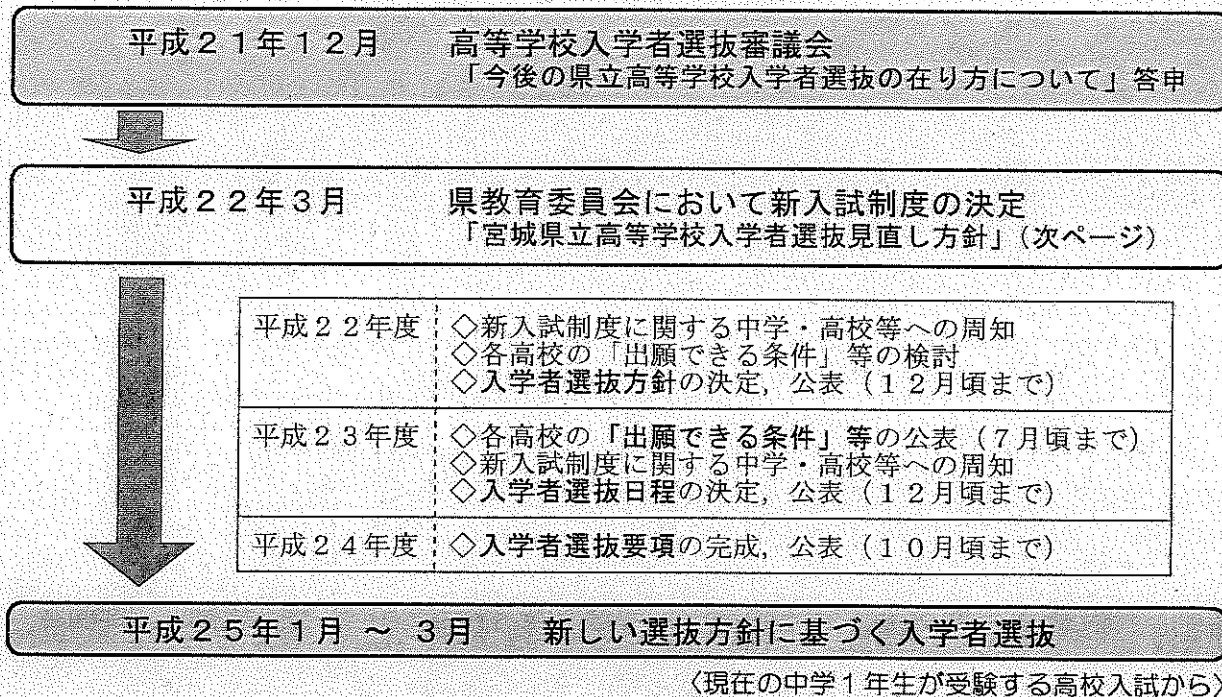 平成21年12月 高等学校入学者選抜審議会
「今後の県立高等学校入学者選抜の在り方について」答申
平成22年3月 県教育委員会において新入試制度の決定
「宮城県立高等学校入学者選抜見直し方針」(次ページ)
平成22年度 ◇新入試制度に関する中学・高校等への周知
◇各高校の「出願できる条件」等の検討
◇入学者選抜方針の決定，公表（12月頃まで）
平成23年度 ◇各高校の「出願できる条件」等の公表（7月頃まで）
◇新入試制度に関する中学・高校等への周知
◇入学者選抜日程の決定，公表（12月頃まで）
平成24年度 ◇入学者選抜要項の完成，公表（10月頃まで）
平成25年1月 ～ 3月 新しい選抜方針に基づく入学者選抜
〈現在の中学1年生が受験する高校入試から〉